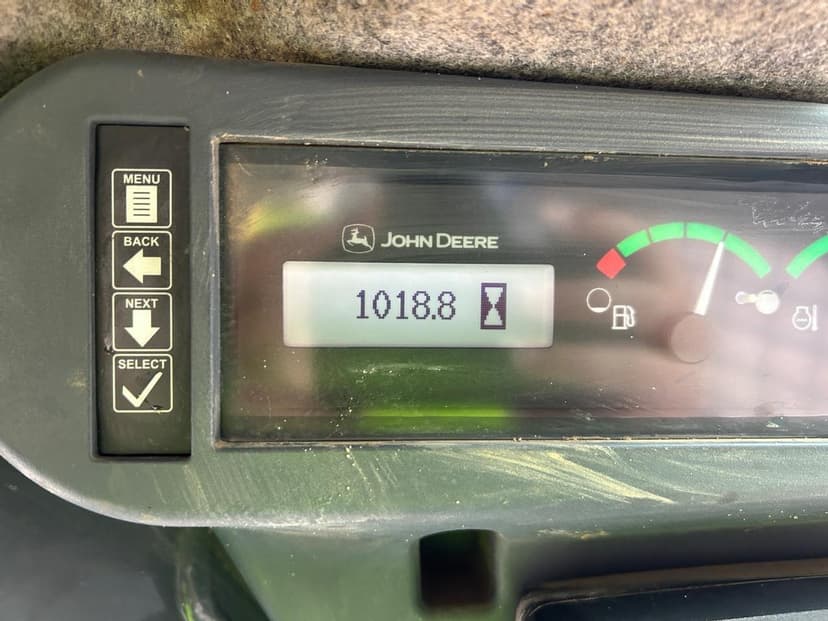 MENU
BACK
NEXT
SELECT
JOHN DEERE
1018.8